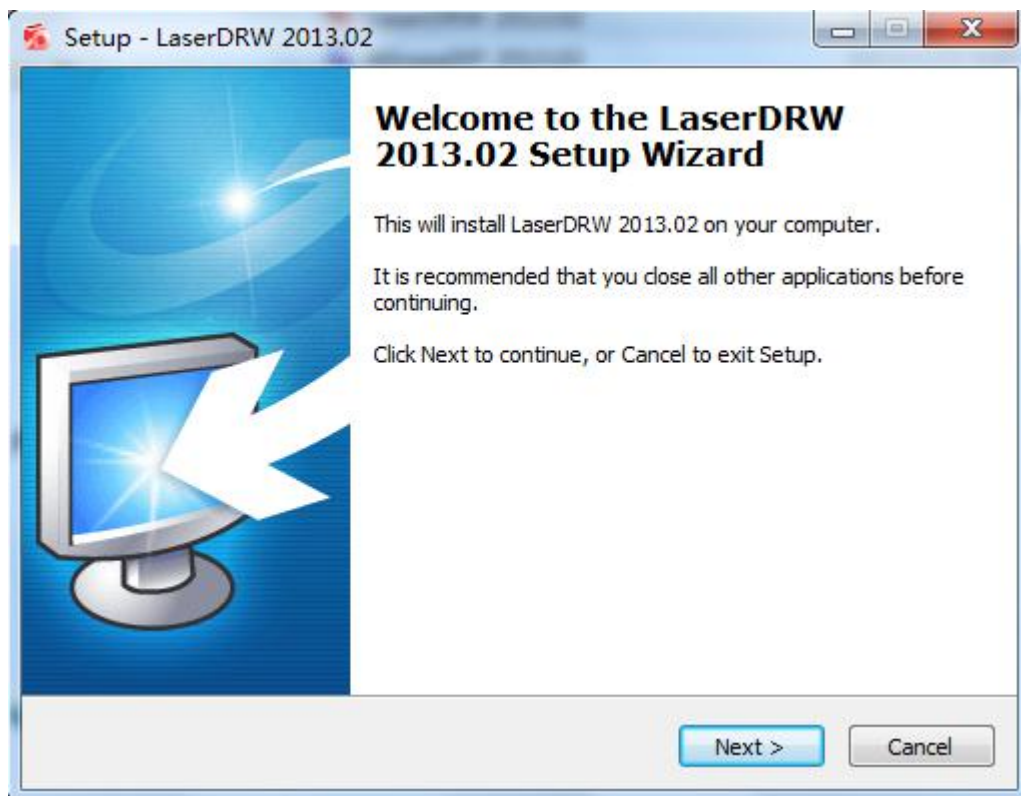 Setup - LaserDRW 2013.02
Welcome to the LaserDRW
2013.02 Setup Wizard
This will install LaserDRW 2013.02 on your computer.
It is recommended that you close all other applications before
continuing.
Click Next to continue, or Cancel to exit Setup.
Next >
Cancel